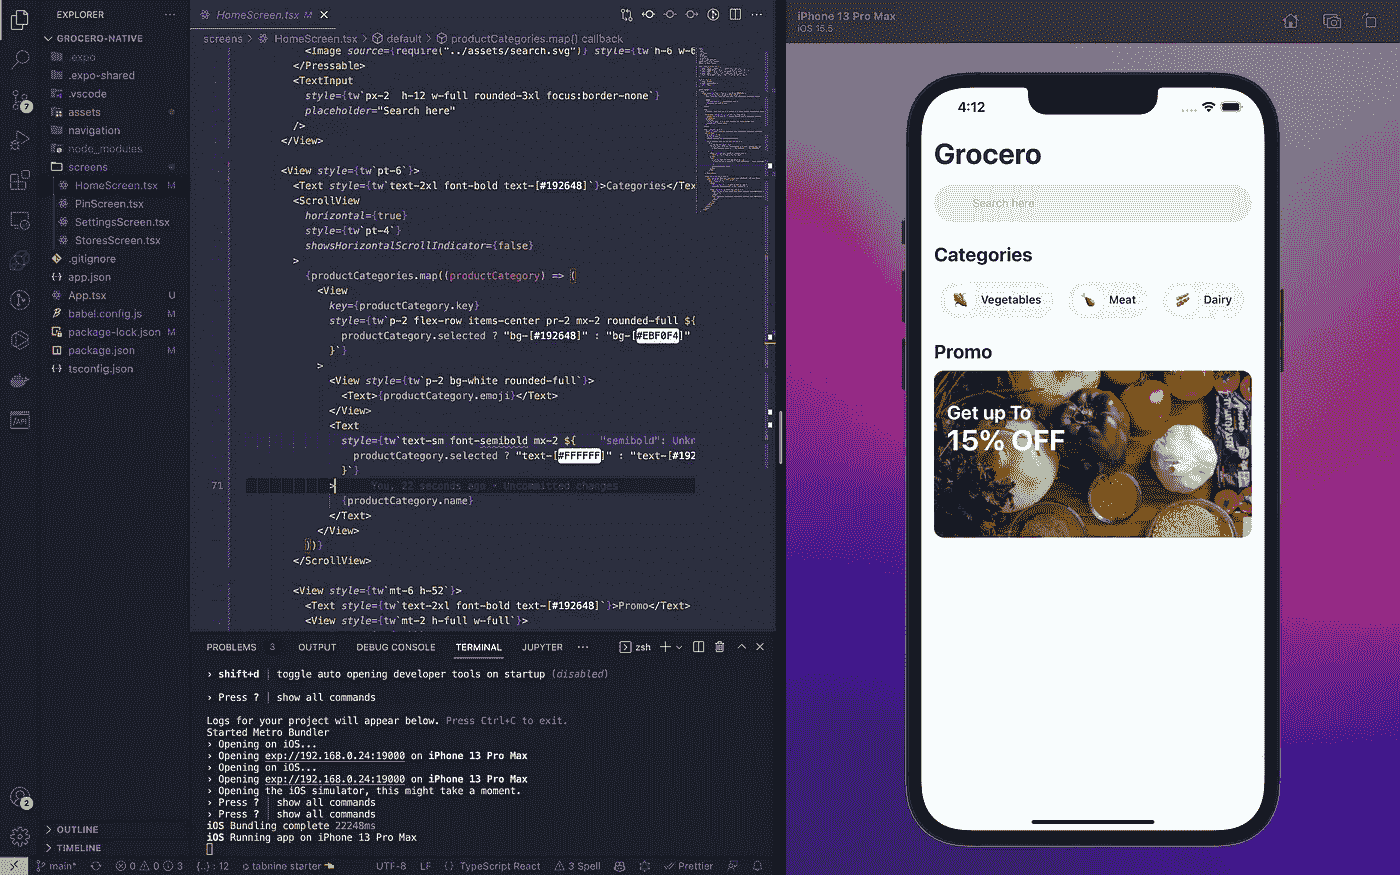 EXPLORER
GROCERO-NATIVE
.expo
.expo-shared
.vscode
assets
navigation
node_modules
screens
HomeScreen.tsx M
PinScreen.tsx
SettingsScreen.tsx
StoresScreen.tsx
.gitignore
app.json
App.tsx U
babel.config.js M
package-lock.json M
package.json M
tsconfig.json
OUTLINE
TIMELINE
7
2
HomeScreen.tsx M
screens > HomeScreen.tsx > default > productCategories.map() callback
<Image source={require("../assets/search.svg")} style={tw`h-6 w-6
</Pressable>
<TextInput
style={tw`px-2  h-12 w-full rounded-3xl focus:border-none`}
placeholder="Search here"
/>
</View>
<View style={tw`pt-6`}>
<Text style={tw`text-2xl font-bold text-[#192648]`}>Categories</Tex
<ScrollView
horizontal={true}
style={tw`pt-4`}
showsHorizontalScrollIndicator={false}
>
{productCategories.map((productCategory) => (
<View
key={productCategory.key}
style={tw`p-2 flex-row items-center pr-2 mx-2 rounded-full ${
productCategory.selected ? "bg-[#192648]" : "bg-[#EBF0F4]"
}`}
>
<View style={tw`p-2 bg-white rounded-full`}>
<Text>{productCategory.emoji}</Text>
</View>
<Text
style={tw`text-sm font-semibold mx-2 ${ "semibold": Unkn
productCategory.selected ? "text-[#FFFFFF]" : "text-[#192
}`}
71 > You, 22 seconds ago • Uncommitted changes
{productCategory.name}
</Text>
</View>
))}
</ScrollView>
<View style={tw`mt-6 h-52`}>
<Text style={tw`text-2xl font-bold text-[#192648]`}>Promo</Text>
<View style={tw`mt-2 h-full w-full`}>
PROBLEMS 3 OUTPUT DEBUG CONSOLE TERMINAL JUPYTER ··· zsh
› shift+d | toggle auto opening developer tools on startup (disabled)
› Press ? | show all commands
Logs for your project will appear below. Press Ctrl+C to exit.
Started Metro Bundler
› Opening on iOS...
› Opening exp://192.168.0.24:19000 on iPhone 13 Pro Max
› Opening on iOS...
› Opening exp://192.168.0.24:19000 on iPhone 13 Pro Max
› Opening the iOS simulator, this might take a moment.
› Press ? | show all commands
› Press ? | show all commands
iOS Bundling complete 22248ms
iOS Running app on iPhone 13 Pro Max
main* 0 0 3 {..} : 12 tabnine starter UTF-8 LF {} TypeScript React 3 Spell Prettier
iPhone 13 Pro Max
iOS 15.5
4:12
Grocero
Search here
Categories
Vegetables Meat Dairy
Promo
Get up To
15% OFF